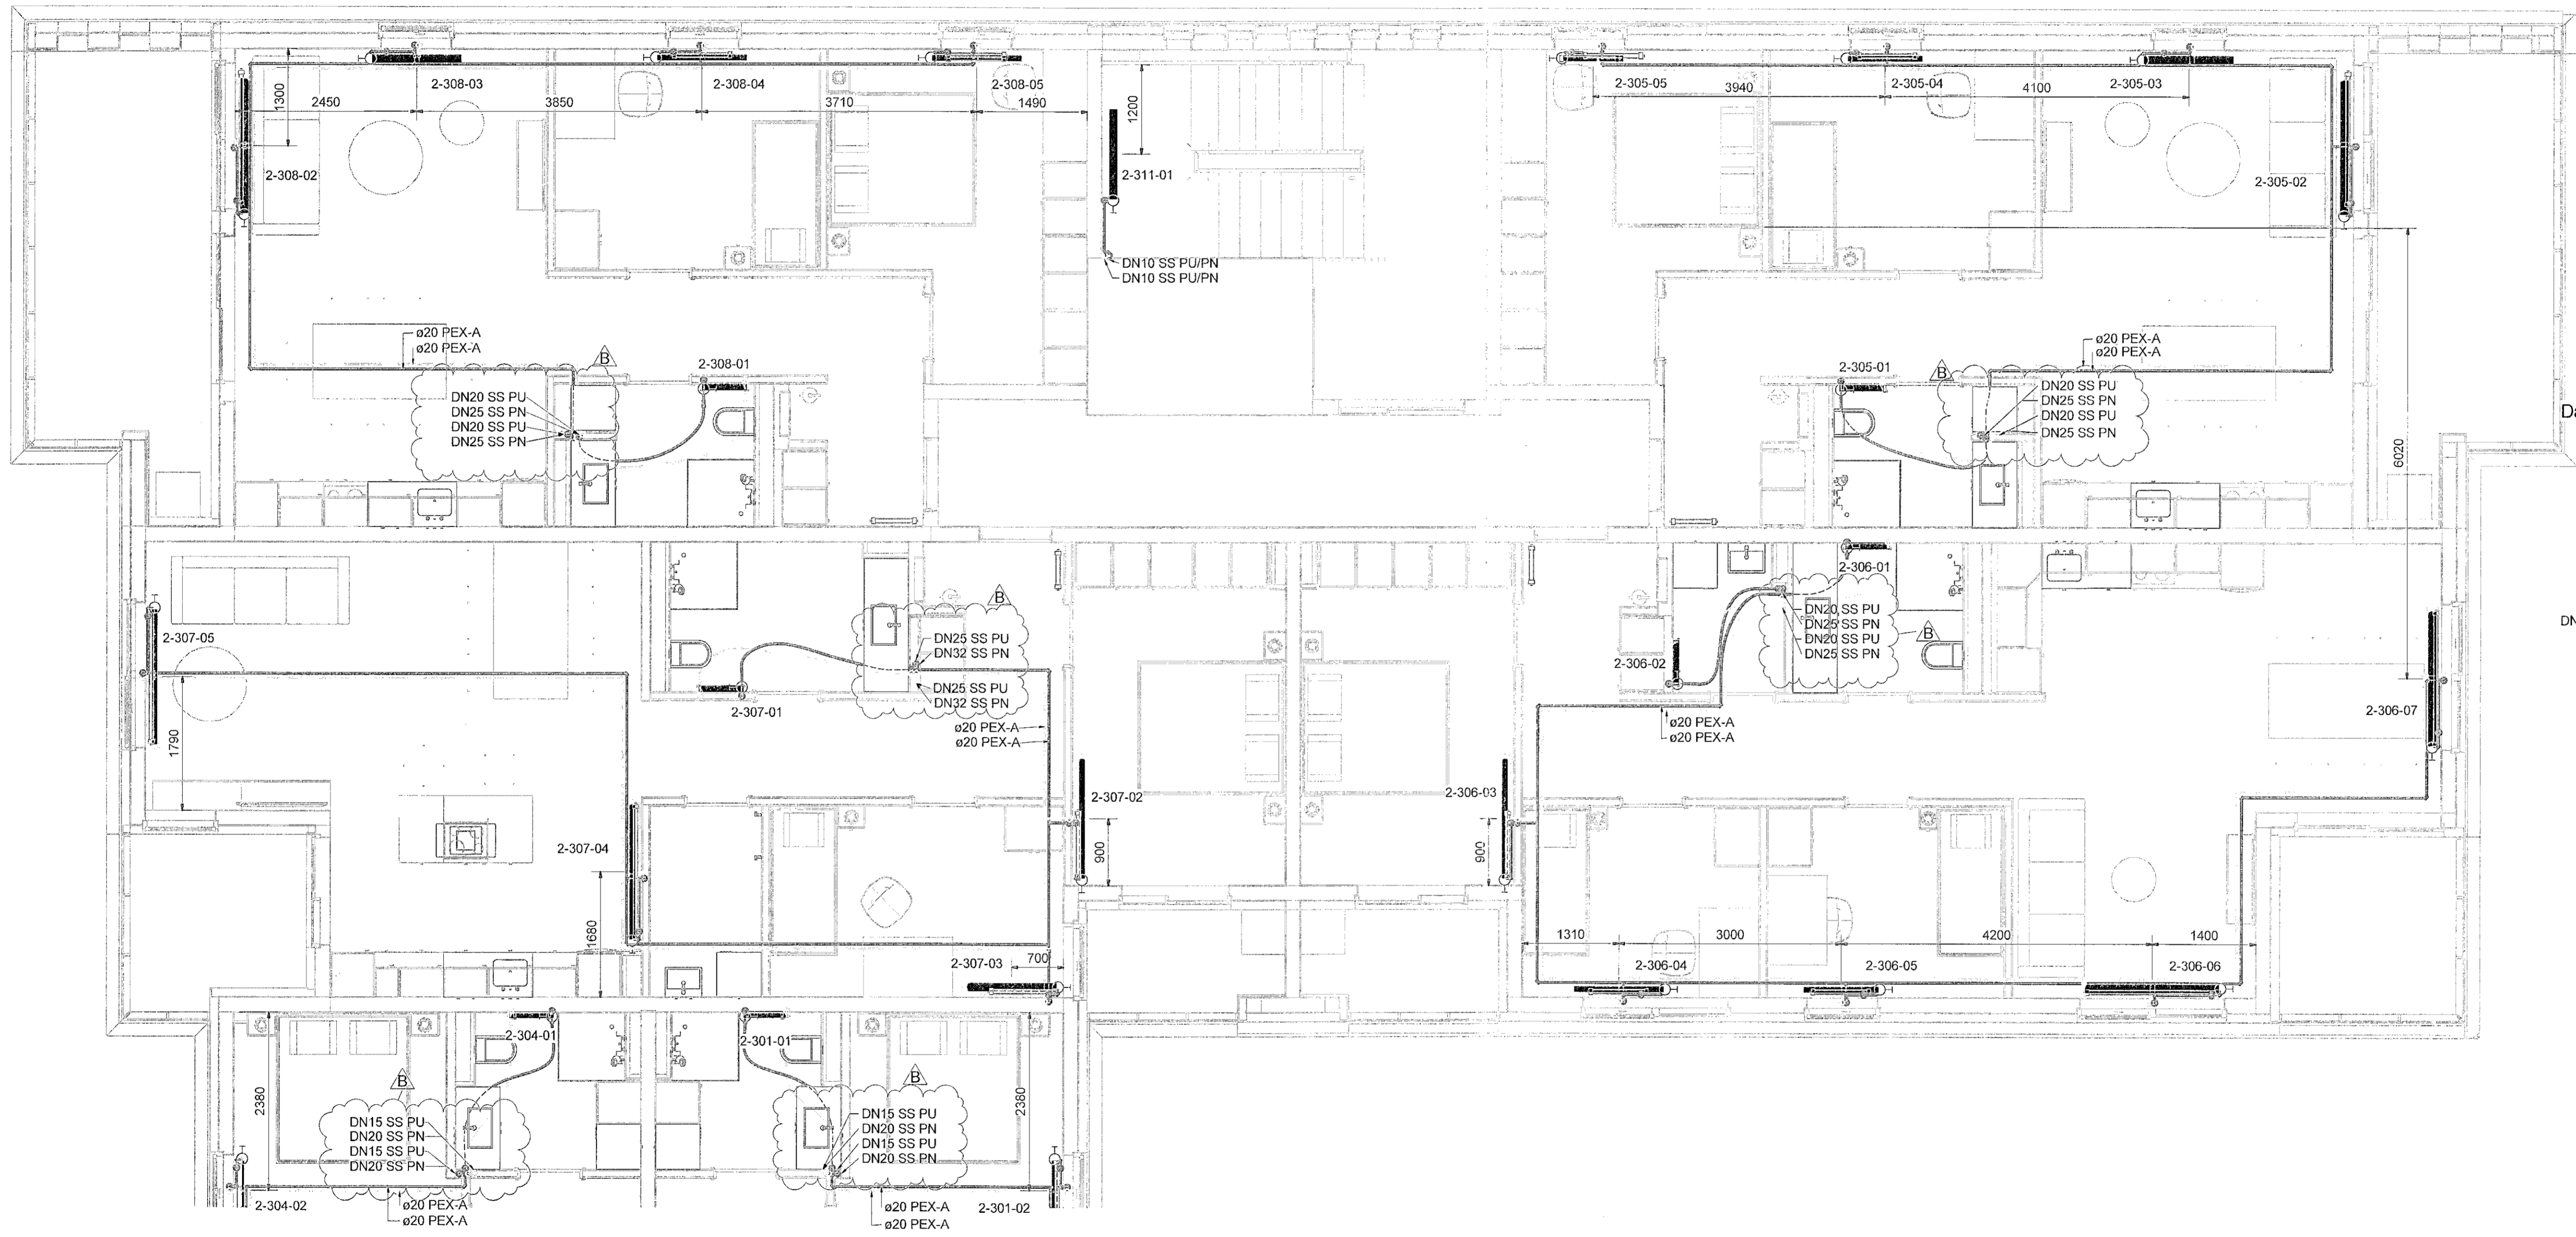 2-308-03
2-308-04
2-308-05
2450
3850
3710
1490
1300
2-308-02
1200
2-311-01
DN10 SS PU/PN
DN10 SS PU/PN
2-305-05
2-305-04
2-305-03
3940
4100
2-305-02
ø20 PEX-A
ø20 PEX-A
B
2-308-01
DN20 SS PU
DN25 SS PN
DN20 SS PU
DN25 SS PN
ø20 PEX-A
ø20 PEX-A
2-305-01
B
DN20 SS PU
DN25 SS PN
DN20 SS PU
DN25 SS PN
Da
6020
2-307-05
1790
B
DN25 SS PU
DN32 SS PN
DN25 SS PU
DN32 SS PN
2-307-01
ø20 PEX-A
ø20 PEX-A
2-306-01
DN20 SS PU
DN25 SS PN
DN20 SS PU
DN25 SS PN
B
2-306-02
DN
ø20 PEX-A
ø20 PEX-A
2-306-07
2-307-02
2-306-03
2-307-04
900
900
1680
2-307-03
700
1310
3000
4200
1400
2-306-04
2-306-05
2-306-06
2-304-01
2-301-01
2380
2380
B
B
DN15 SS PU
DN20 SS PN
DN15 SS PU
DN20 SS PN
DN15 SS PU
DN20 SS PN
DN15 SS PU
DN20 SS PN
2-304-02
ø20 PEX-A
ø20 PEX-A
ø20 PEX-A
ø20 PEX-A
2-301-02